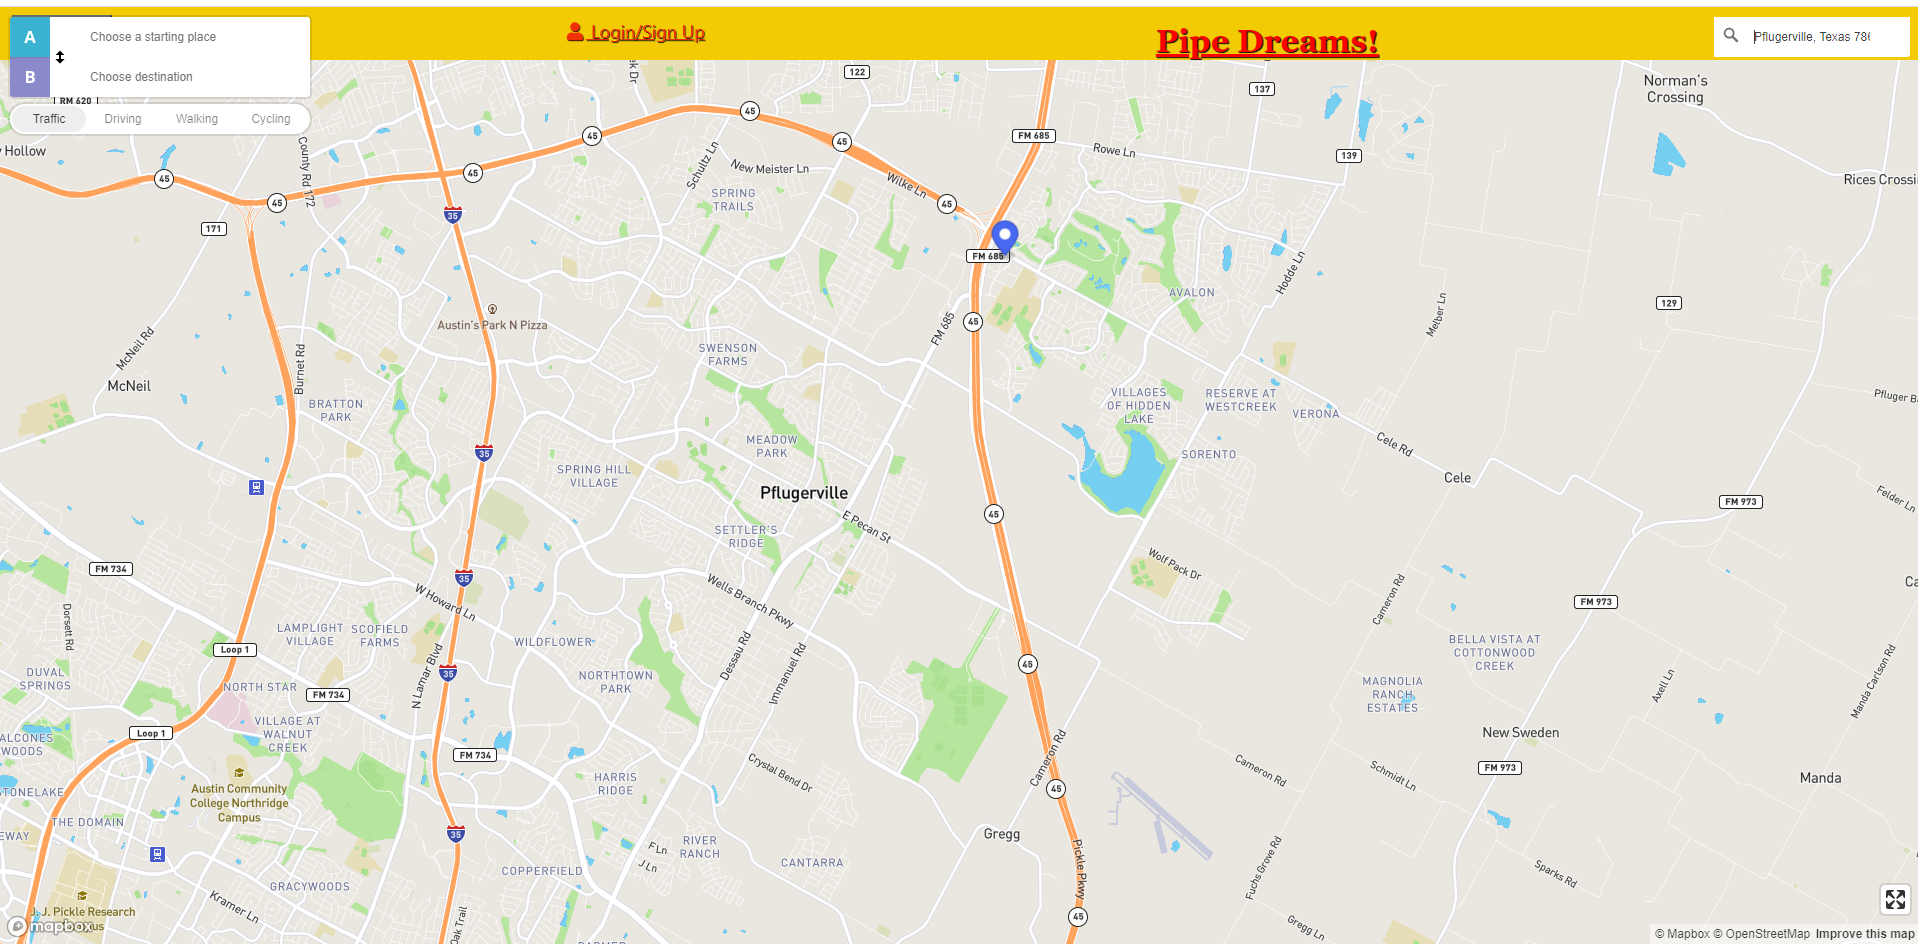 A
Choose a starting place
B
Choose destination
Login/Sign Up
Pipe Dreams!
Pflugerville, Texas 786
Traffic
Driving
Walking
Cycling
RM 620
122
137
Norman's
Crossing
45
45
45
FM 685
Rowe Ln
139
Hollow
County Rd 172
45
45
Schultz Ln
New Meister Ln
Wilke Ln
45
SPRING
TRAILS
45
35
171
FM 685
Hodde Ln
AVALON
129
Melber Ln
Austin's Park N Pizza
FM 685
45
McNeil Rd
McNeil
Burnet Rd
SWENSON
FARMS
BRATTON
PARK
VILLAGES
OF HIDDEN
LAKE
RESERVE AT
WESTCREEK
VERONA
Cele Rd
MEADOW
PARK
SORENTO
35
SPRING HILL
VILLAGE
Cele
Pflugerville
FM 973
Felder Ln
45
E Pecan St
SETTLER'S
RIDGE
FM 734
35
Wolf Pack Dr
Wells Branch Pkwy
W Howard Ln
Cameron Rd
FM 973
Dorsett Rd
LAMPLIGHT
VILLAGE
SCOFIELD
FARMS
WILDFLOWER
Loop 1
N Lamar Blvd
Dessau Rd
Immanuel Rd
45
BELLA VISTA AT
COTTONWOOD
CREEK
DUVAL
SPRINGS
NORTH STAR
35
FM 734
NORTHTOWN
PARK
MAGNOLIA
RANCH
ESTATES
Axell Ln
Manda Carlson Rd
VILLAGE AT
WALNUT
CREEK
Loop 1
New Sweden
FM 734
Cameron Rd
Cameron Rd
Schmidt Ln
FM 973
Manda
Austin Community
College Northridge
Campus
HARRIS
RIDGE
Crystal Bend Dr
45
THE DOMAIN
35
Gregg
RIVER
RANCH
F Ln
J Ln
CANTARRA
Pickle Pkwy
Fuchs Grove Rd
COPPERFIELD
Sparks Rd
GRACYWOODS
Kramer Ln
J. J. Pickle Research
mapbox
45
Gregg Ln
© Mapbox © OpenStreetMap Improve this map